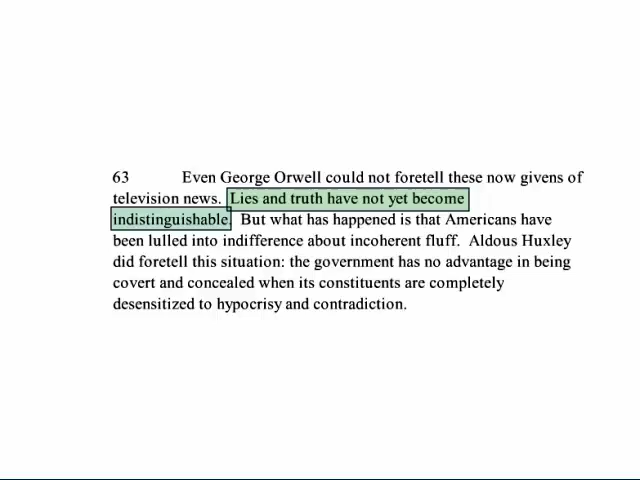 63 Even George Orwell could not foretell these now givens of
television news. Lies and truth have not yet become
indistinguishable. But what has happened is that Americans have
been lulled into indifference about incoherent fluff. Aldous Huxley
did foretell this situation: the government has no advantage in being
covert and concealed when its constituents are completely
desensitized to hypocrisy and contradiction.